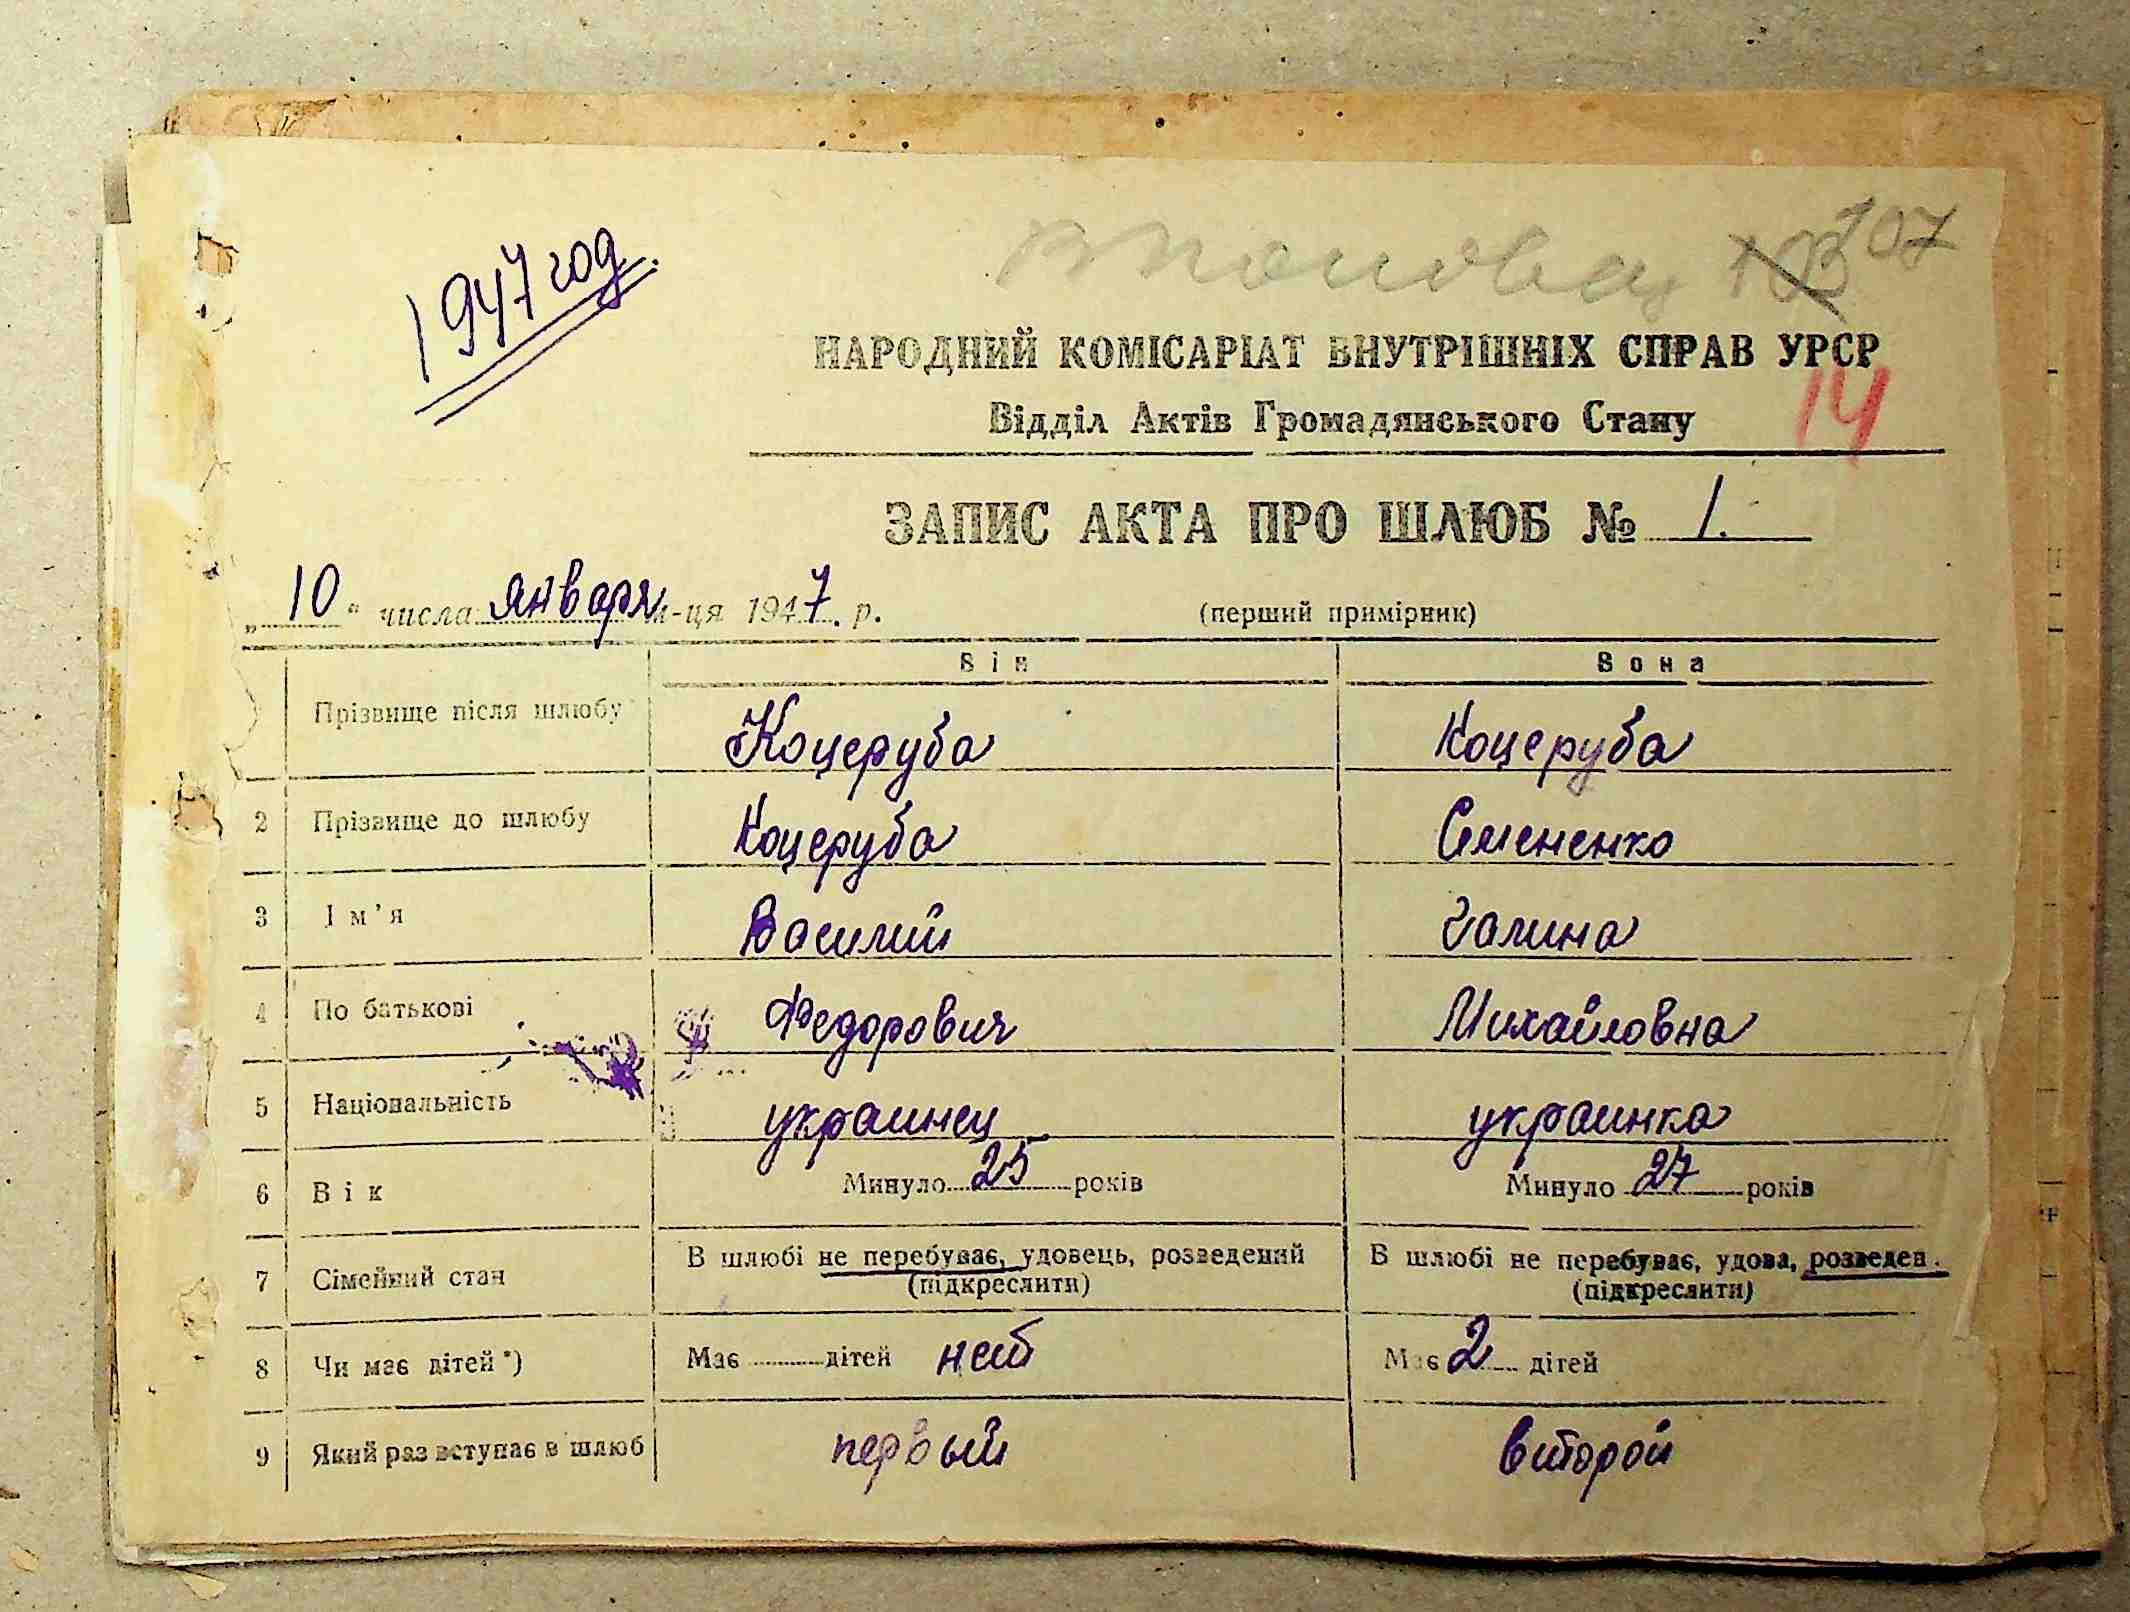 1947 год.
107
НАРОДНИЙ КОМІСАРІАТ ВНУТРІШНІХ СПРАВ УРСР
14
Відділ Актів Громадянського Стану
ЗАПИС АКТА ПРО ШЛЮБ № 1.
„10“ числа января м-ця 1947. р. (перший примірник)
Він Вона
Прізвище після шлюбу Коцеруба Коцеруба
2 Прізвище до шлюбу Коцеруба Семененко
3 Ім'я Василий Галина
4 По батькові Федорович Михайловна
5 Національність украинец украинка
6 Вік Минуло 25 років Минуло 27 років
7 Сімейний стан В шлюбі не перебуває, удовець, розведений В шлюбі не перебуває, удова, розведен.
(підкреслити) (підкреслити)
8 Чи має дітей *) Має ......... дітей нет Має 2 дітей
9 Який раз вступає в шлюб первый второй